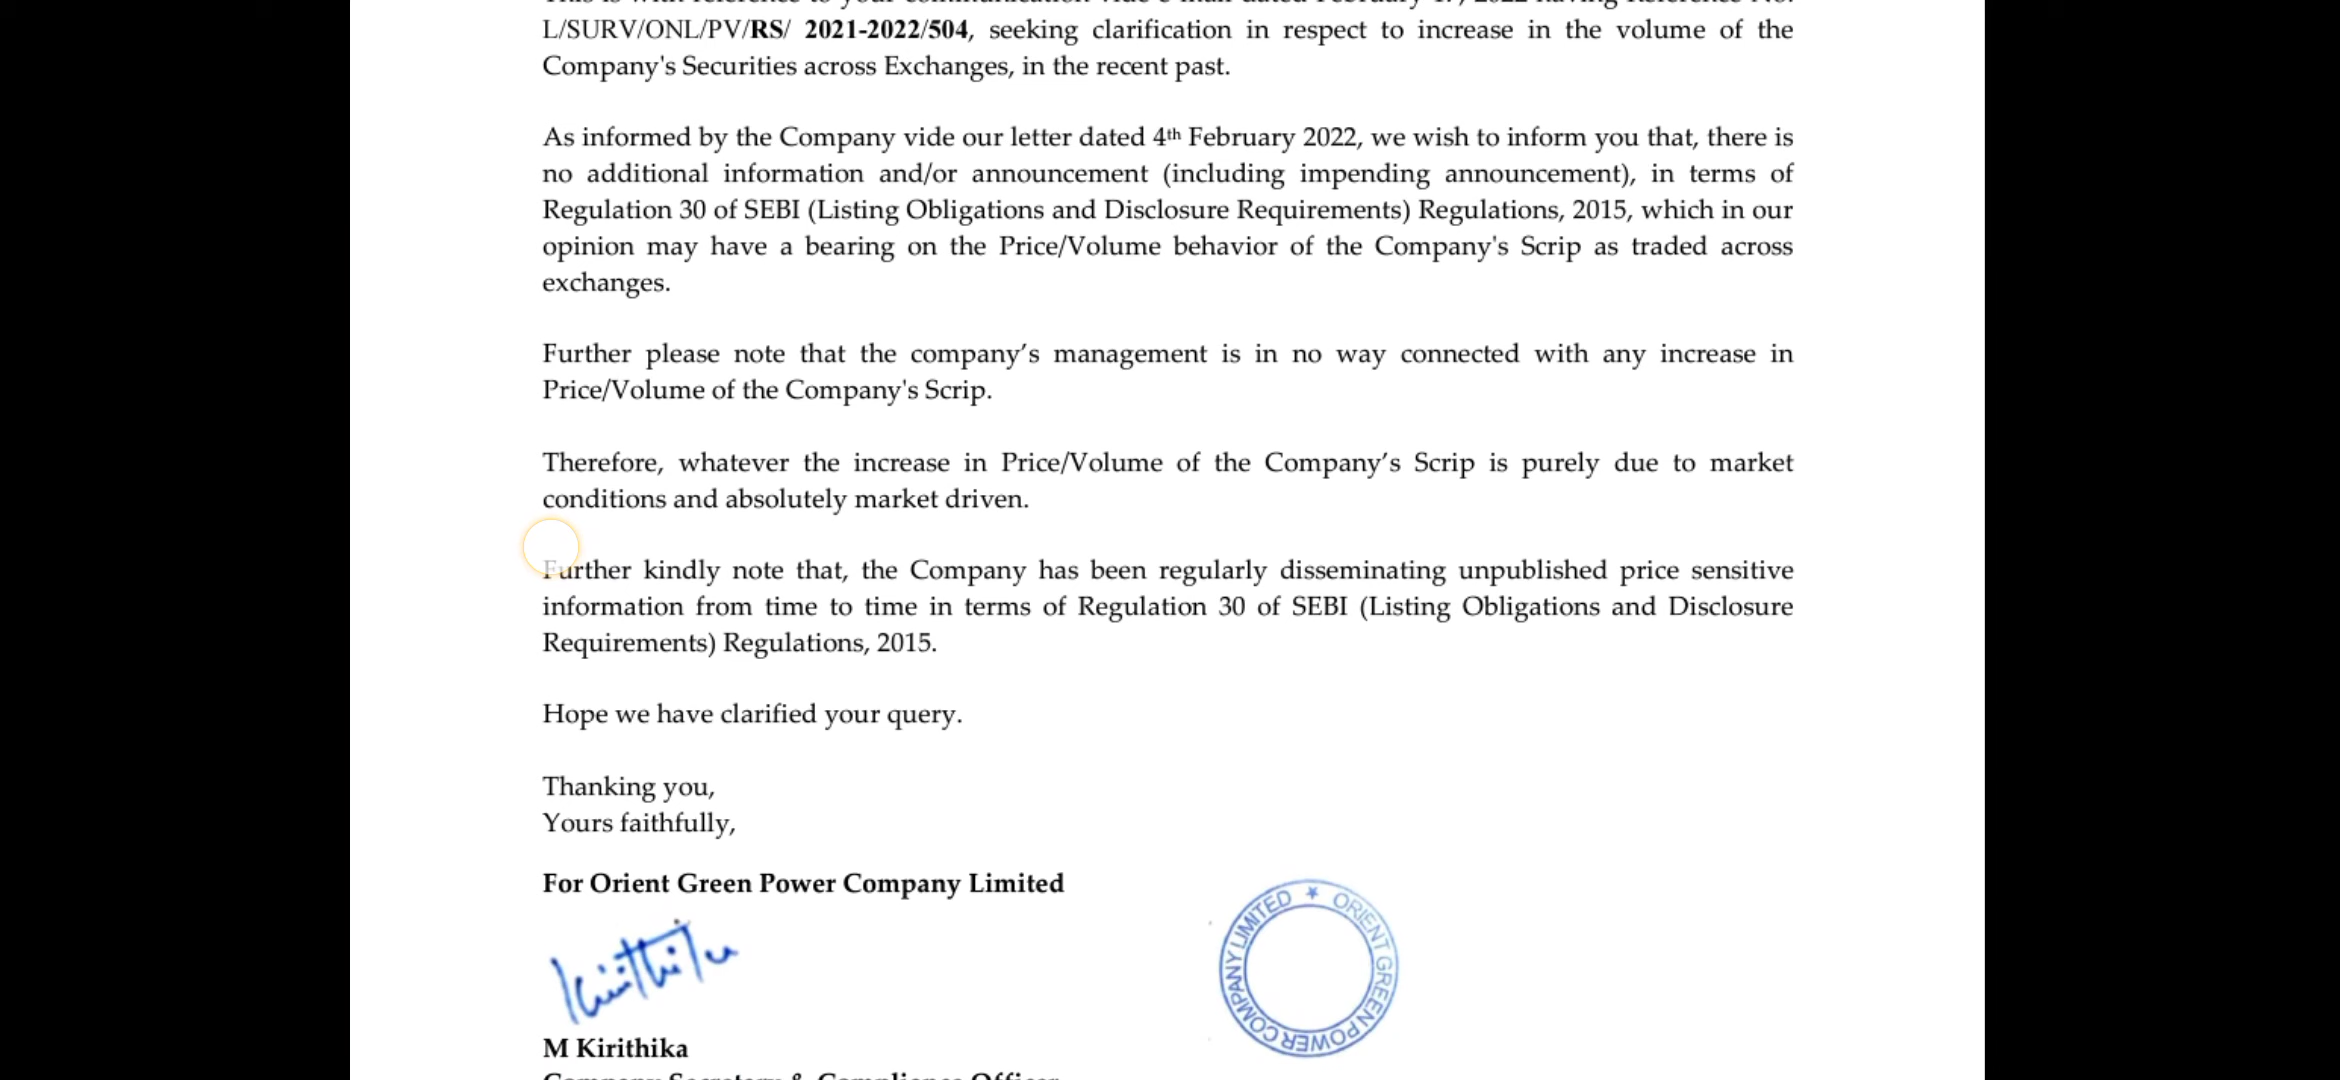 L/SURV/ONL/PV/RS/ 2021-2022/504, seeking clarification in respect to increase in the volume of the
Company's Securities across Exchanges, in the recent past.
As informed by the Company vide our letter dated 4th February 2022, we wish to inform you that, there is
no additional information and/or announcement (including impending announcement), in terms of
Regulation 30 of SEBI (Listing Obligations and Disclosure Requirements) Regulations, 2015, which in our
opinion may have a bearing on the Price/Volume behavior of the Company's Scrip as traded across
exchanges.
Further please note that the company’s management is in no way connected with any increase in
Price/Volume of the Company's Scrip.
Therefore, whatever the increase in Price/Volume of the Company’s Scrip is purely due to market
conditions and absolutely market driven.
Further kindly note that, the Company has been regularly disseminating unpublished price sensitive
information from time to time in terms of Regulation 30 of SEBI (Listing Obligations and Disclosure
Requirements) Regulations, 2015.
Hope we have clarified your query.
Thanking you,
Yours faithfully,
For Orient Green Power Company Limited
ORIENT GREEN POWER COMPANY LIMITED
M Kirithika
Company Secretary & Compliance Officer